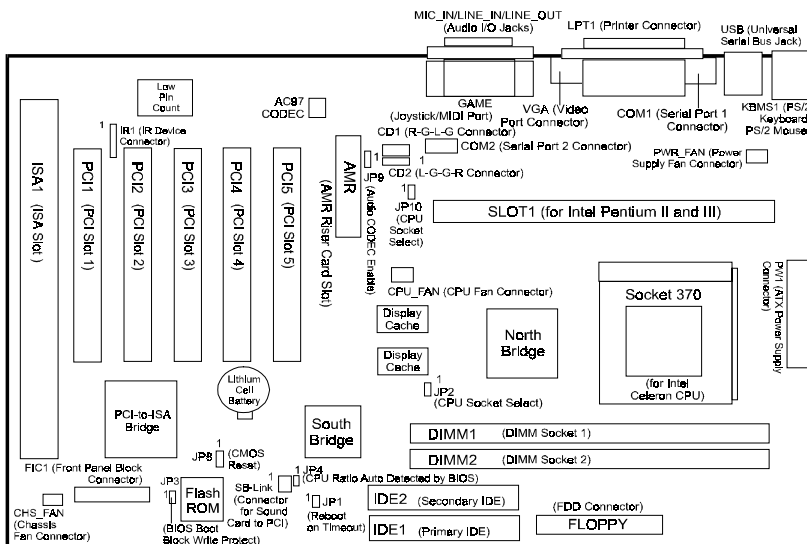 MIC_IN/LINE_IN/LINE_OUT
(Audio I/O Jacks)
LPT1 (Printer Connector)
USB (Universal
Serial Bus Jack)
Low
Pin
Count
AC97
CODEC
GAME
(Joystick/MIDI Port)
VGA (Video
Port Connector)
COM1 (Serial Port 1
Connector)
KBMS1 (PS/2
Keyboard
PS/2 Mouse
1
IR1 (IR Device
Connector)
CD1 (R-G-L-G Connector)
COM2 (Serial Port 2 Connector)
1
CD2 (L-G-G-R Connector)
PWR_FAN (Power
Supply Fan Connector)
ISA1
(ISA Slot )
PCI1
(PCI Slot 1)
PCI2
(PCI Slot 2)
PCI3
(PCI Slot 3)
PCI4
(PCI Slot 4)
PCI5
(PCI Slot 5)
AMR
(AMR Riser Card Slot)
JP9
(Audio CODEC
Enable)
1
JP10
(CPU
Socket
Select)
SLOT1 (for Intel Pentium II and III)
CPU_FAN (CPU Fan Connector)
Socket 370
(for Intel
Celeron CPU)
PW1 (ATX Power Supply
Connector)
Display
Cache
Display
Cache
North
Bridge
1
JP2
(CPU Socket Select)
PCI-to-ISA
Bridge
Lithium
Cell
Battery
South
Bridge
DIMM1 (DIMM Socket 1)
DIMM2 (DIMM Socket 2)
1
JP8
(CMOS
Reset)
FIC1 (Front Panel Block
Connector)
JP3
1
Flash
ROM
1
SB-Link
(Connector
for Sound
Card to PCI)
1
JP4
(CPU Ratio Auto Detected by BIOS)
1
JP1
(Reboot
on Timeout)
IDE2 (Secondary IDE)
IDE1 (Primary IDE)
(FDD Connector)
FLOPPY
CHS_FAN
(Chassis
Fan Connector)
(BIOS Boot
Block Write Protect)